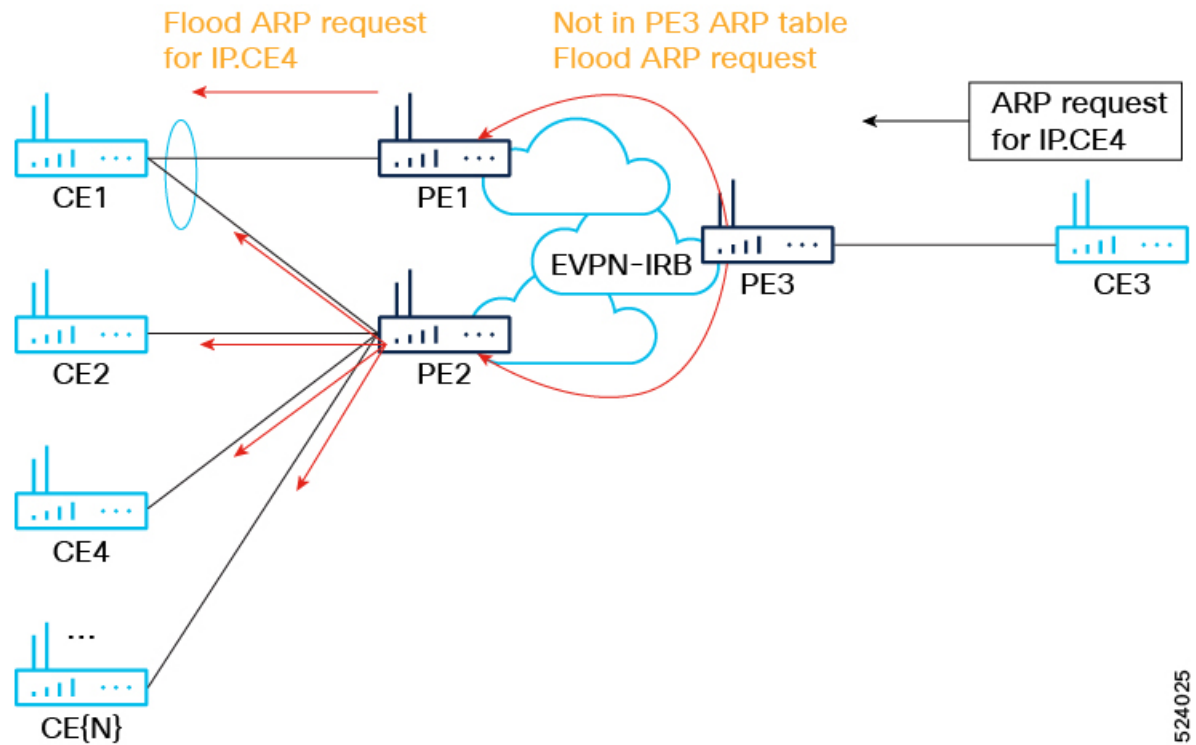 Flood ARP request
for IP.CE4
Not in PE3 ARP table
Flood ARP request
ARP request
for IP.CE4
CE1
PE1
EVPN-IRB
PE3
CE3
CE2
PE2
CE4
...
CE{N}
524025